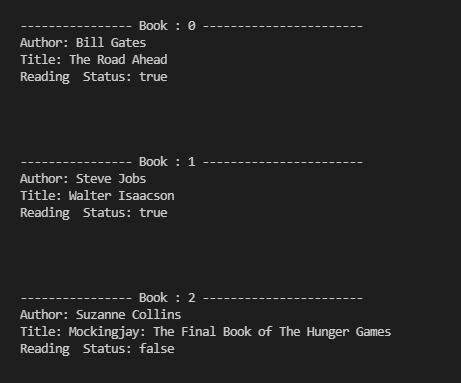 ---------------- Book : 0 -----------------------
Author: Bill Gates
Title: The Road Ahead
Reading  Status: true
---------------- Book : 1 -----------------------
Author: Steve Jobs
Title: Walter Isaacson
Reading  Status: true
---------------- Book : 2 -----------------------
Author: Suzanne Collins
Title: Mockingjay: The Final Book of The Hunger Games
Reading  Status: false